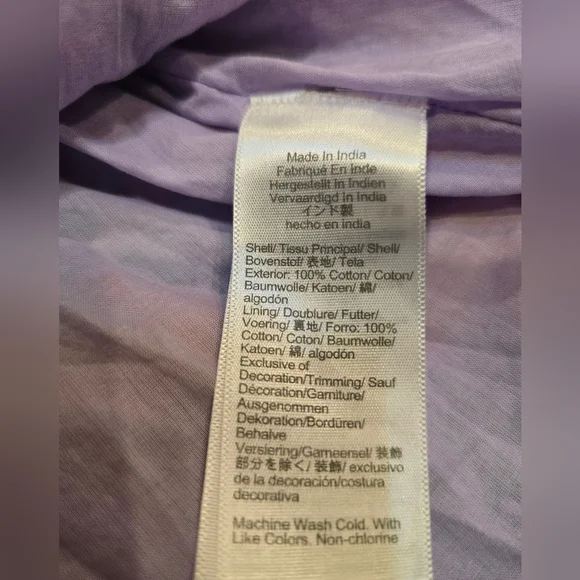 Made In India
Fabriqué En Inde
Hergestellt In Indien
Vervaardigd in India
インド製
hecho en india
Shell/ Tissu Principal/ Shell/
Bovenstof/ 表地/ Tela
Exterior: 100% Cotton/ Coton/
Baumwolle/ Katoen/ 綿/
algodón
Lining/ Doublure/ Futter/
Voering/ 裏地/ Forro: 100%
Cotton/ Coton/ Baumwolle/
Katoen/ 綿/ algodón
Exclusive of
Decoration/Trimming/ Sauf
Décoration/Garniture/
Ausgenommen
Dekoration/Bordüren/
Behalve
Versiering/Garneersel/ 装飾
部分を除く/ 装飾/ exclusivo
de la decoración/costura
decorativa
Machine Wash Cold. With
Like Colors. Non-chlorine